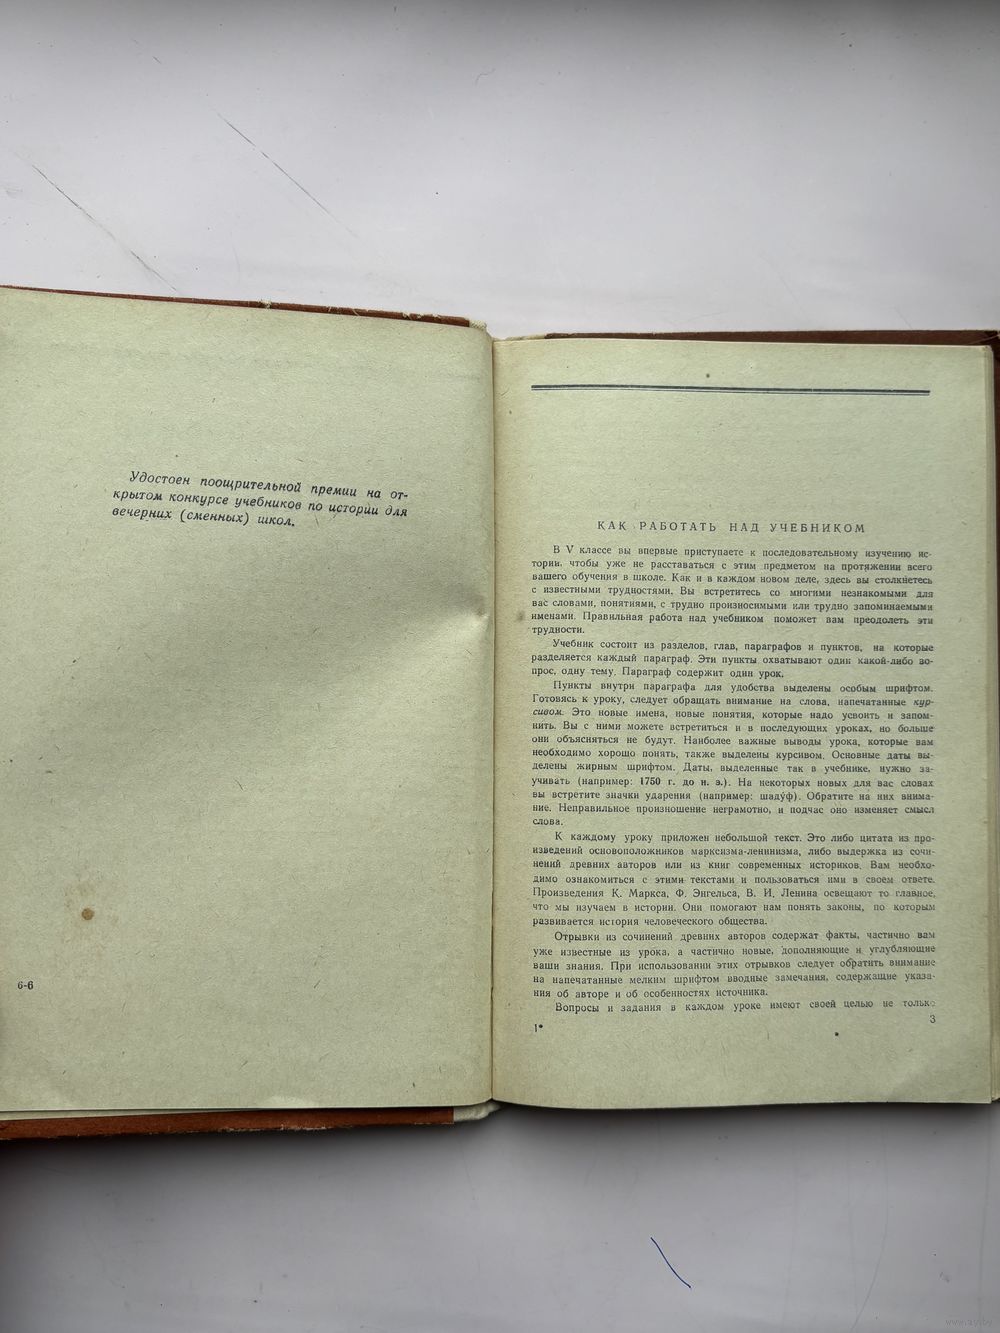 Удостоен поощрительной премии на от-
крытом конкурсе учебников по истории для
вечерних (сменных) школ.
6-6
КАК РАБОТАТЬ НАД УЧЕБНИКОМ
В V классе вы впервые приступаете к последовательному изучению ис-
тории, чтобы уже не расставаться с этим предметом на протяжении всего
вашего обучения в школе. Как и в каждом новом деле, здесь вы столкнетесь
с известными трудностями. Вы встретитесь со многими незнакомыми для
вас словами, понятиями, с трудно произносимыми или трудно запоминаемыми
именами. Правильная работа над учебником поможет вам преодолеть эти
трудности.
Учебник состоит из разделов, глав, параграфов и пунктов, на которые
разделяется каждый параграф. Эти пункты охватывают один какой-либо во-
прос, одну тему. Параграф содержит один урок.
Пункты внутри параграфа для удобства выделены особым шрифтом.
Готовясь к уроку, следует обращать внимание на слова, напечатанные кур-
сивом. Это новые имена, новые понятия, которые надо усвоить и запом-
нить. Вы с ними можете встретиться и в последующих уроках, но больше
они объясняться не будут. Наиболее важные выводы урока, которые вам
необходимо хорошо понять, также выделены курсивом. Основные даты вы-
делены жирным шрифтом. Даты, выделенные так в учебнике, нужно за-
учивать (например: 1750 г. до н. э.). На некоторых новых для вас словах
вы встретите значки ударения (например: шаду́ф). Обратите на них внима-
ние. Неправильное произношение неграмотно, и подчас оно изменяет смысл
слова.
К каждому уроку приложен небольшой текст. Это либо цитата из про-
изведений основоположников марксизма-ленинизма, либо выдержка из сочи-
нений древних авторов или из книг современных историков. Вам необхо-
димо ознакомиться с этими текстами и пользоваться ими в своем ответе.
Произведения К. Маркса, Ф. Энгельса, В. И. Ленина освещают то главное,
что мы изучаем в истории. Они помогают нам понять законы, по которым
развивается история человеческого общества.
Отрывки из сочинений древних авторов содержат факты, частично вам
уже известные из урока, а частично новые, дополняющие и углубляющие
ваши знания. При использовании этих отрывков следует обратить внимание
на напечатанные мелким шрифтом вводные замечания, содержащие указа-
ния об авторе и об особенностях источника.
Вопросы и задания в каждом уроке имеют своей целью не только
1*
3